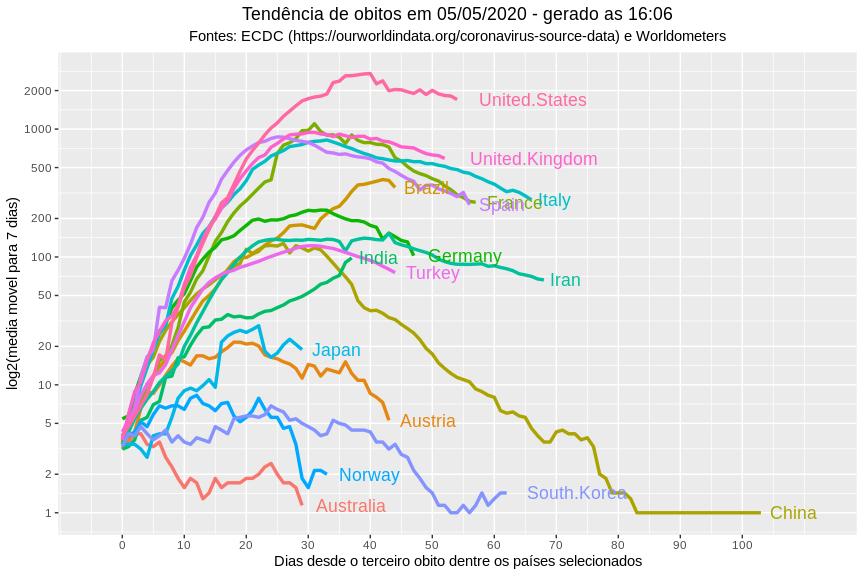 Tendência de obitos em 05/05/2020 - gerado as 16:06
Fontes: ECDC (https://ourworldindata.org/coronavirus-source-data) e Worldometers
log2(media movel para 7 dias)
2000
1000
500
200
100
50
20
10
5
2
1
United.States
United.Kingdom
Brazil
France
Spain
Italy
Germany
India
Turkey
Iran
Japan
Austria
Norway
South.Korea
Australia
China
0 10 20 30 40 50 60 70 80 90 100
Dias desde o terceiro obito dentre os países selecionados